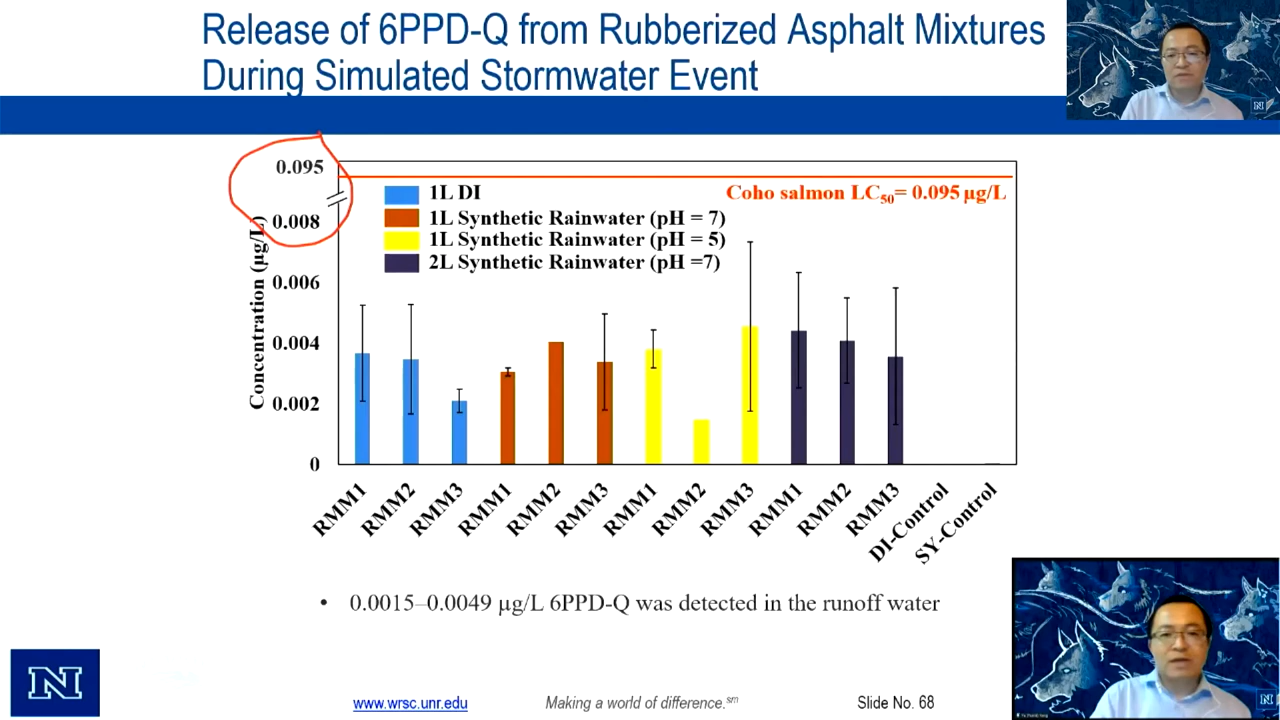 Release of 6PPD-Q from Rubberized Asphalt Mixtures
During Simulated Stormwater Event
N
0.095
0.008
0.006
0.004
0.002
0
Concentration (µg/L)
1L DI
1L Synthetic Rainwater (pH = 7)
1L Synthetic Rainwater (pH = 5)
2L Synthetic Rainwater (pH =7)
Coho salmon LC50= 0.095 µg/L
RMM1
RMM2
RMM3
RMM1
RMM2
RMM3
RMM1
RMM2
RMM3
RMM1
RMM2
RMM3
DI-Control
SY-Control
• 0.0015–0.0049 µg/L 6PPD-Q was detected in the runoff water
N
www.wrsc.unr.edu
Making a world of difference.sm
Slide No. 68
N